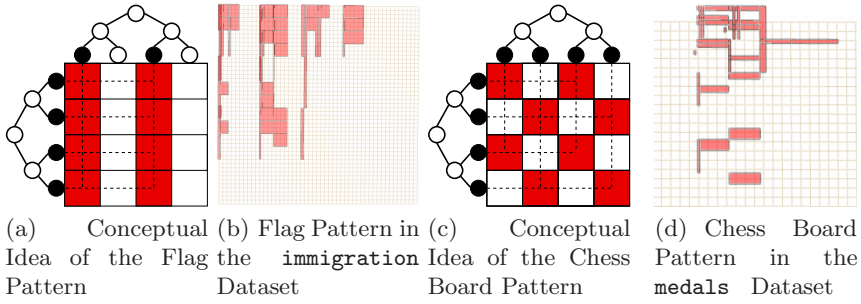 (a) Conceptual
Idea of the Flag
Pattern
(b) Flag Pattern in
the immigration
Dataset
(c) Conceptual
Idea of the Chess
Board Pattern
(d) Chess Board
Pattern in the
medals Dataset